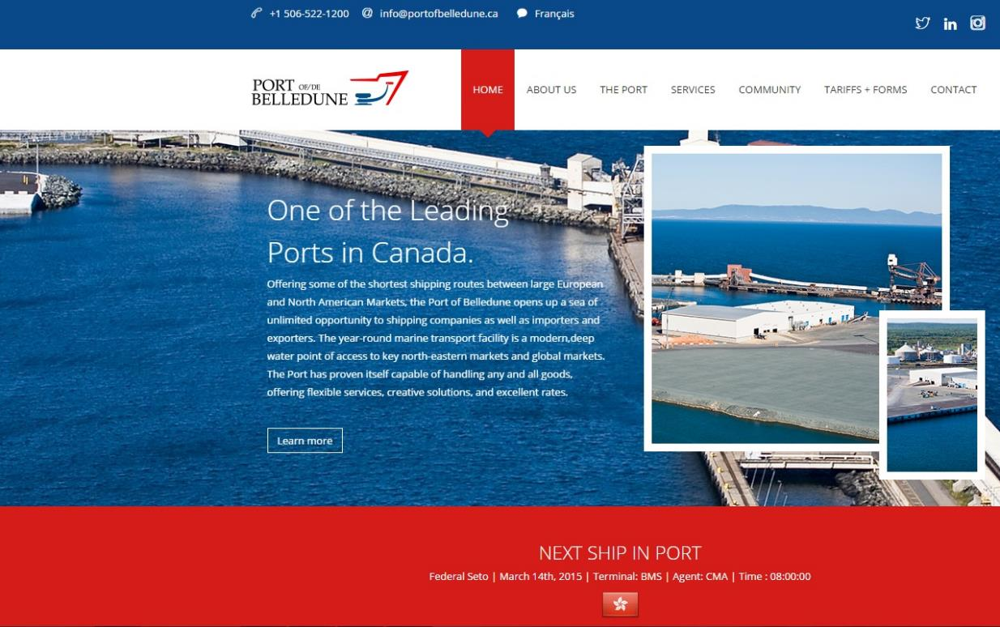 +1 506-522-1200 info@portofbelledune.ca Français
PORT OF/DE
BELLEDUNE
HOME ABOUT US THE PORT SERVICES COMMUNITY TARIFFS + FORMS CONTACT
One of the Leading
Ports in Canada.
Offering some of the shortest shipping routes between large European
and North American Markets, the Port of Belledune opens up a sea of
unlimited opportunity to shipping companies as well as importers and
exporters. The year-round marine transport facility is a modern,deep
water point of access to key north-eastern markets and global markets.
The Port has proven itself capable of handling any and all goods,
offering flexible services, creative solutions, and excellent rates.
Learn more
NEXT SHIP IN PORT
Federal Seto | March 14th, 2015 | Terminal: BMS | Agent: CMA | Time : 08:00:00